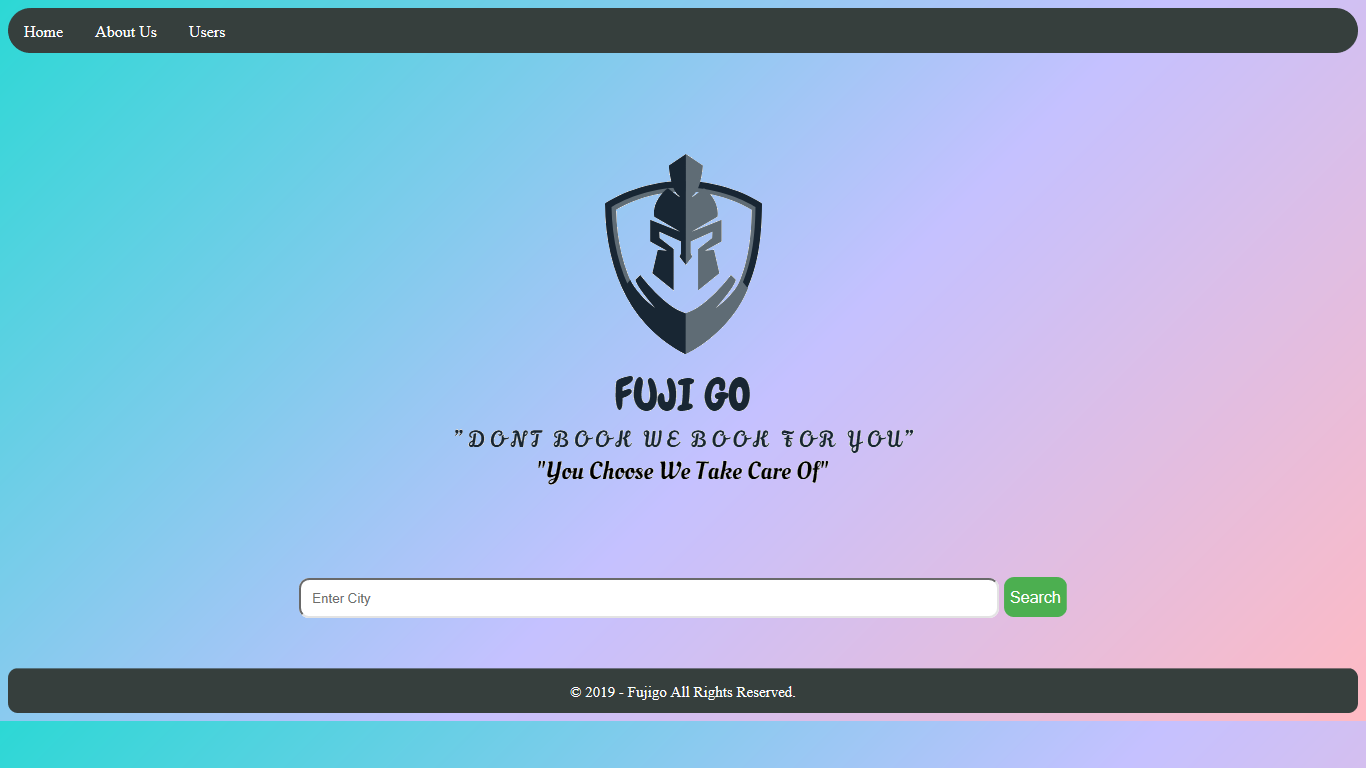 Home About Us Users
FUJI GO
"DONT BOOK WE BOOK FOR YOU"
"You Choose We Take Care Of"
Enter City Search
© 2019 - Fujigo All Rights Reserved.